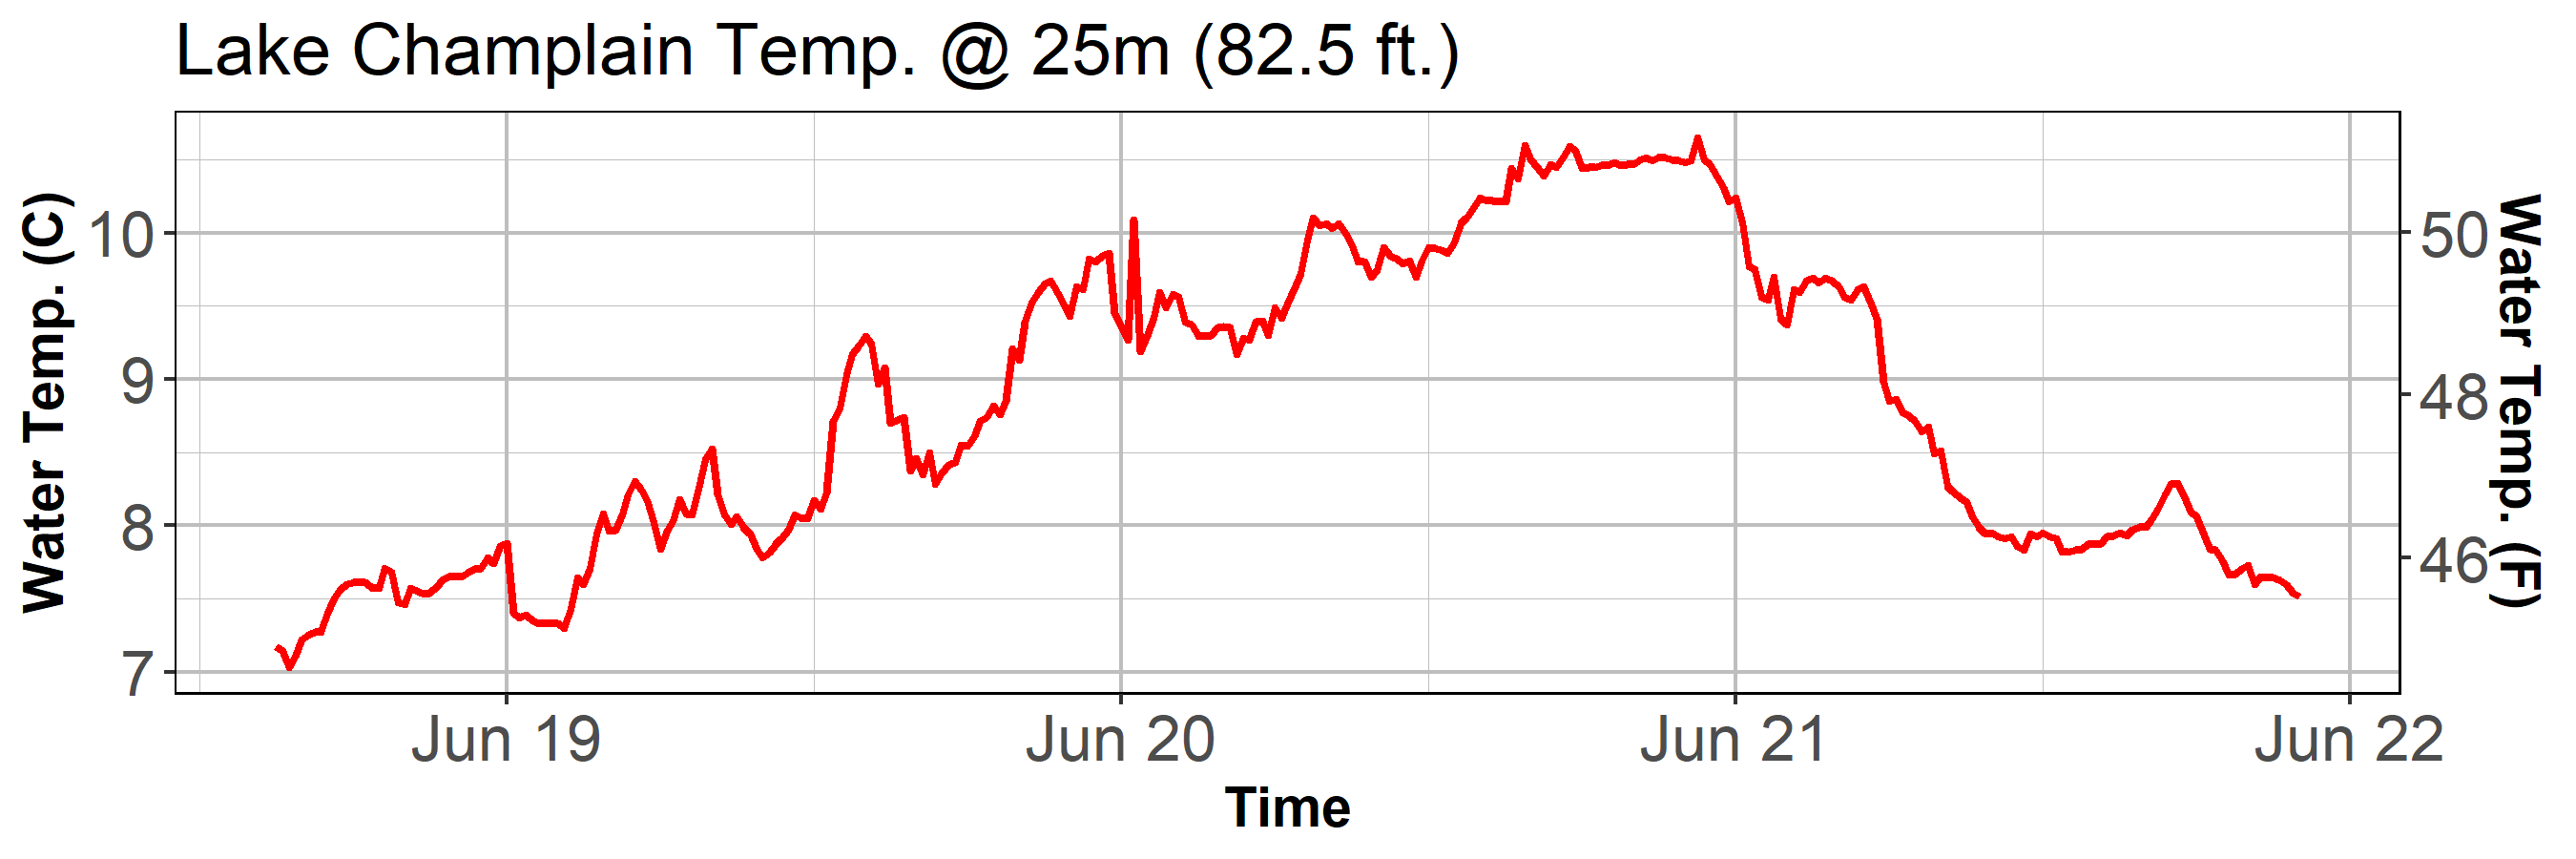 Lake Champlain Temp. @ 25m (82.5 ft.)
Water Temp. (C)
10
9
8
7
50
48
46
Water Temp. (F)
Jun 19
Jun 20
Jun 21
Jun 22
Time